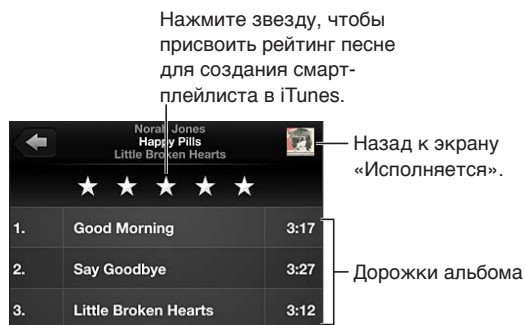 Нажмите звезду, чтобы
присвоить рейтинг песне
для создания смарт-
плейлиста в iTunes.
Norah Jones
Happy Pills
Little Broken Hearts
Назад к экрану
«Исполняется».
1. Good Morning 3:17
2. Say Goodbye 3:27
3. Little Broken Hearts 3:12
Дорожки альбома